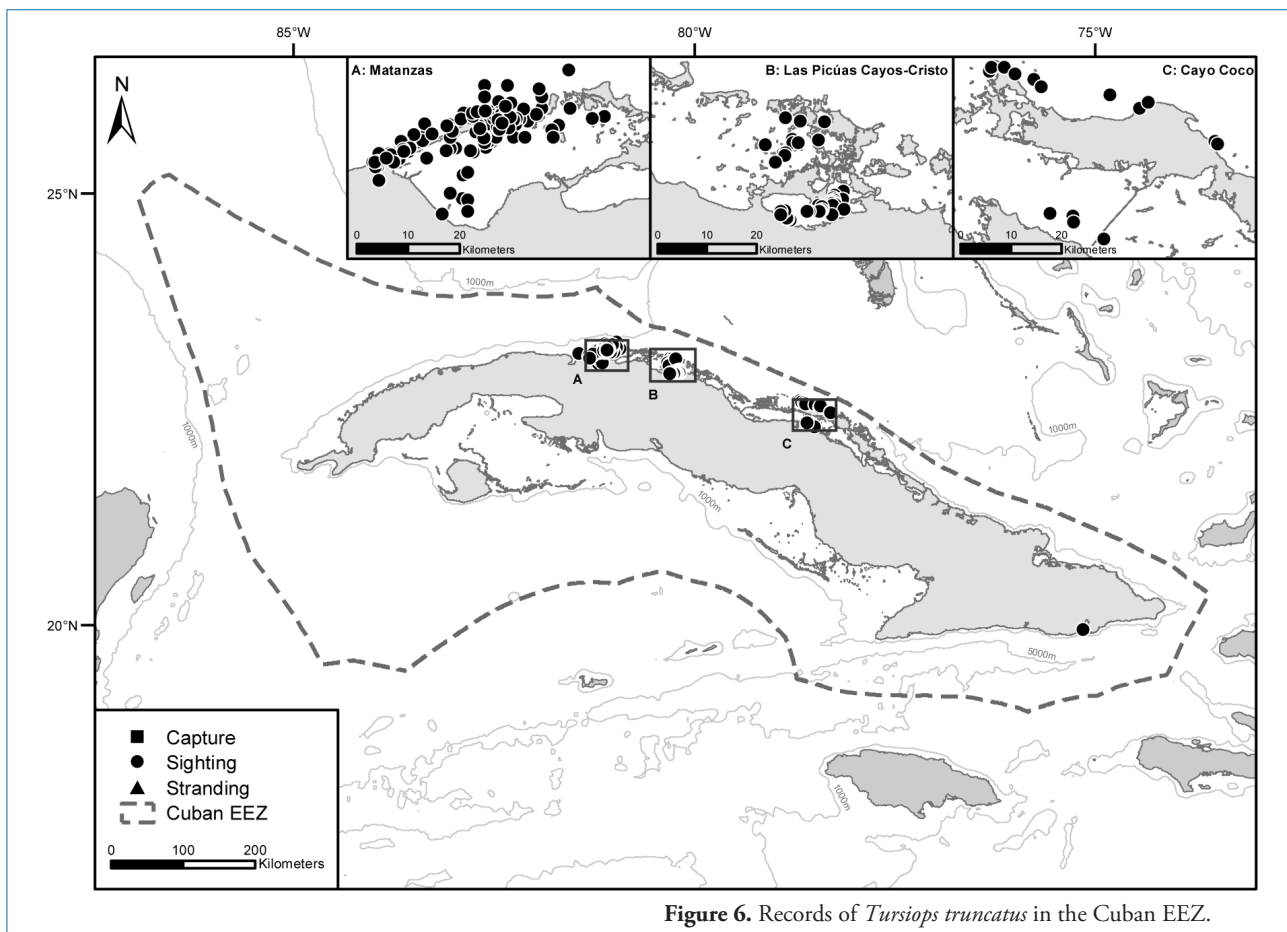 85°W
80°W
75°W
N
A: Matanzas
B: Las Picúas Cayos-Cristo
C: Cayo Coco
0 10 20
Kilometers
0 10 20
Kilometers
0 10 20
Kilometers
25°N
1000m
1000m
1000m
A
B
C
1000m
20°N
5000m
1000m
Capture
Sighting
Stranding
Cuban EEZ
0 100 200
Kilometers
Figure 6. Records of Tursiops truncatus in the Cuban EEZ.